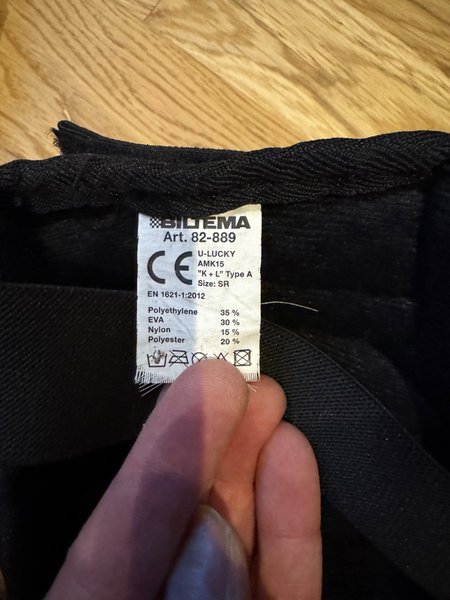 BILTEMA
Art. 82-889
CE
U-LUCKY
AMK15
"K + L" Type A
Size: SR
EN 1621-1:2012
Polyethylene 35 %
EVA 30 %
Nylon 15 %
Polyester 20 %